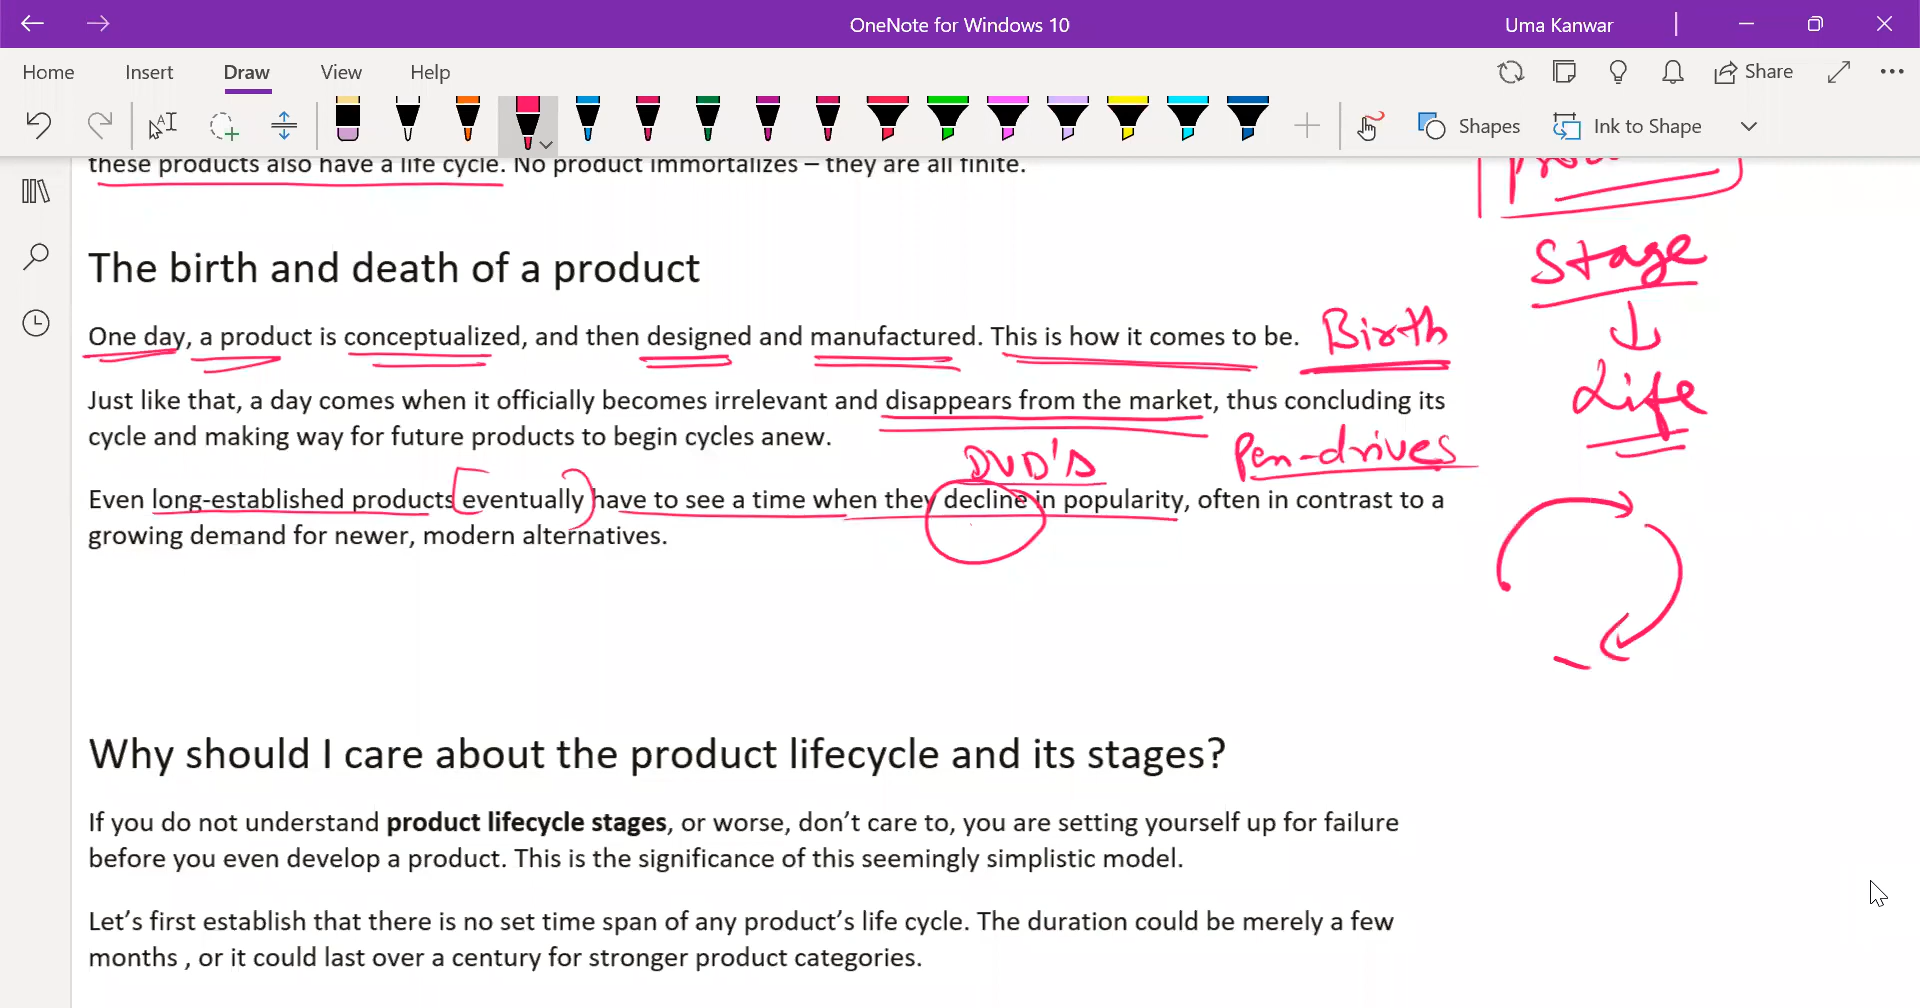 OneNote for Windows 10
Uma Kanwar
Home Insert Draw View Help
Share
Shapes
Ink to Shape
these products also have a life cycle. No product immortalizes – they are all finite.
Stage
The birth and death of a product
One day, a product is conceptualized, and then designed and manufactured. This is how it comes to be.
Birth
Life
Just like that, a day comes when it officially becomes irrelevant and disappears from the market, thus concluding its
cycle and making way for future products to begin cycles anew.
DVD's
Pen-drives
Even long-established products eventually have to see a time when they decline in popularity, often in contrast to a
growing demand for newer, modern alternatives.
Why should I care about the product lifecycle and its stages?
If you do not understand product lifecycle stages, or worse, don’t care to, you are setting yourself up for failure
before you even develop a product. This is the significance of this seemingly simplistic model.
Let’s first establish that there is no set time span of any product’s life cycle. The duration could be merely a few
months , or it could last over a century for stronger product categories.